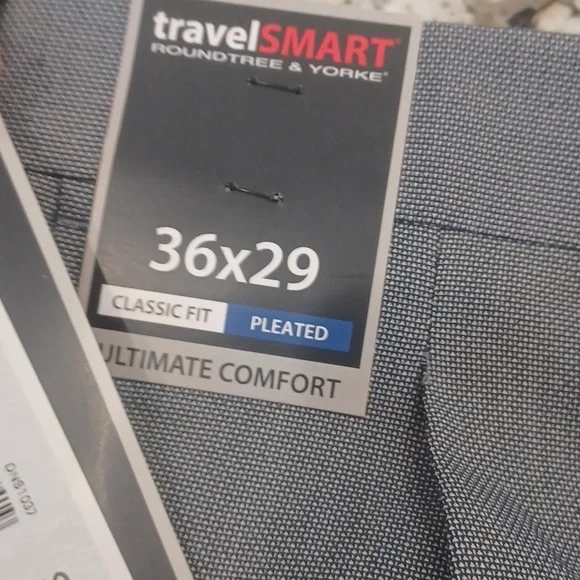 travelSMART®
ROUNDTREE & YORKE®
36x29
CLASSIC FIT PLEATED
ULTIMATE COMFORT